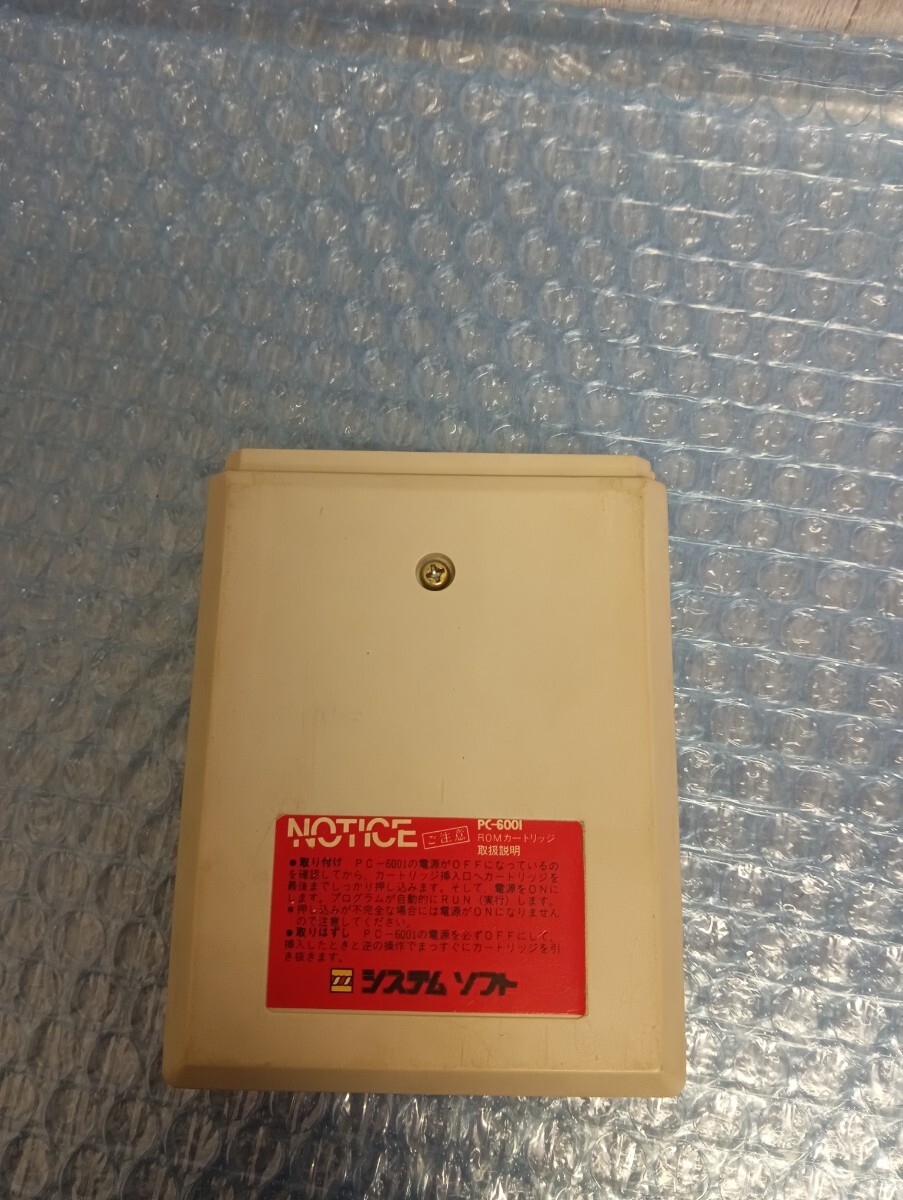 NOTICE ご注意 PC-6001
ROMカートリッジ
取扱説明
●取り付け PC-6001の電源がOFFになっているの
を確認してから、カートリッジ挿入口へカートリッジを
最後までしっかり押し込みます。そして、電源をONに
します。プログラムが自動的にRUN（実行）します。
●押し込みが不完全な場合には電源がONになりません
ので注意してください。
●取りはずし PC-6001の電源を必ずOFFにして、
挿入したときと逆の操作でまっすぐにカートリッジを引
き抜きます。
システム ソフト